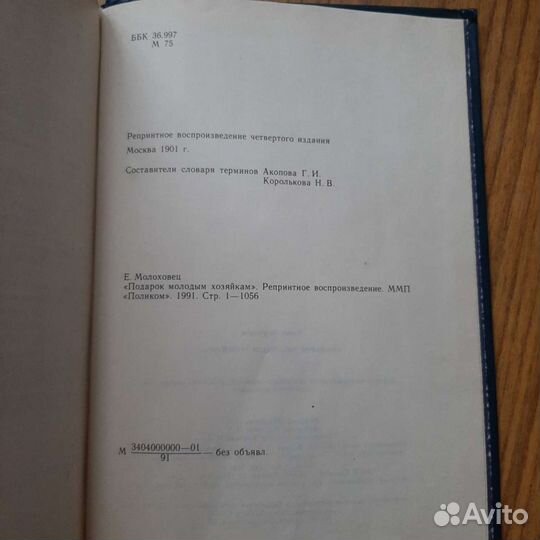 ББК 36.997
М 75
Репринтное воспроизведение четвертого издания
Москва 1901 г.
Составители словаря терминов Акопова Г. И.
Королькова Н. В.
Е. Молоховец
«Подарок молодым хозяйкам». Репринтное воспроизведение. ММП
«Поликом». 1991. Стр. 1—1056
М 3404000000—01
91
— без объявл.
Avito